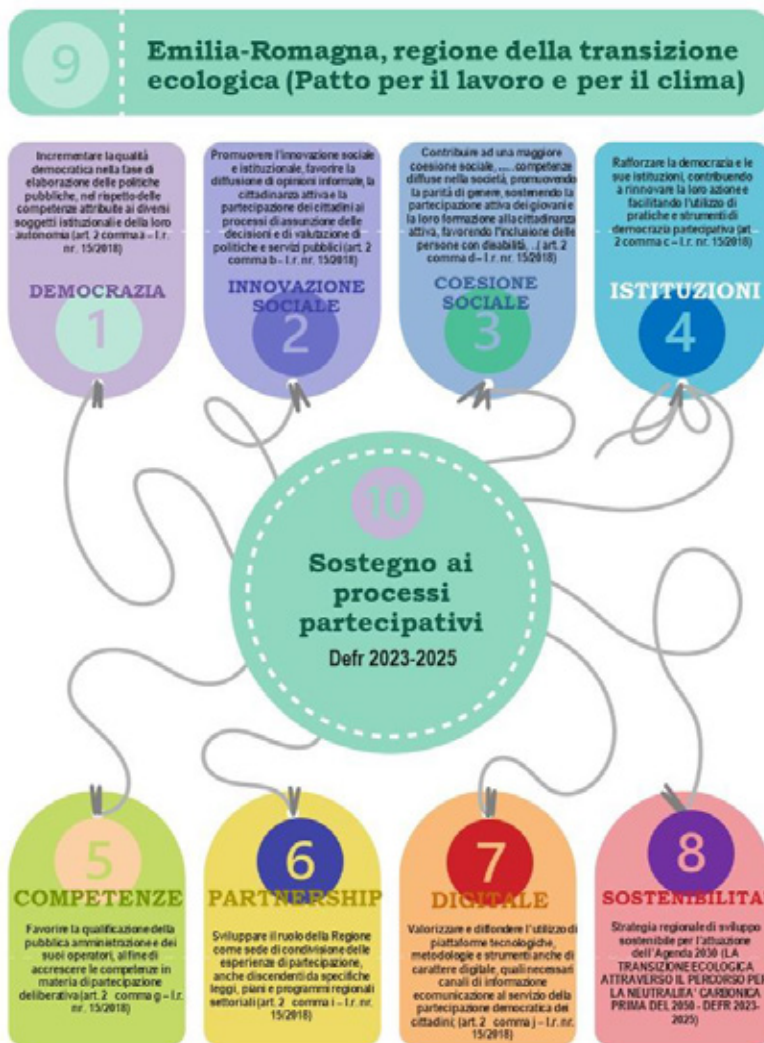 9
Emilia-Romagna, regione della transizione
ecologica (Patto per il lavoro e per il clima)
Incrementare la qualità
democratica nella fase di
elaborazione delle politiche
pubbliche, nel rispetto delle
competenze attribuite ai diversi
soggetti istituzionali e della loro
autonomia (art. 2 comma a – l.r.
nr. 15/2018)
DEMOCRAZIA
1
Promuovere l'innovazione sociale
e istituzionale, favorire la
diffusione di opinioni informate, la
cittadinanza attiva e la
partecipazione dei cittadini ai
processi di assunzione delle
decisioni e di valutazione di
politiche e servizi pubblici (art. 2
comma b – l.r. nr. 15/2018)
INNOVAZIONE
SOCIALE
2
Contribuire ad una maggiore
coesione sociale, ..... competenze
diffuse nella società, promuovendo
la parità di genere, sostenendo la
partecipazione attiva dei giovani e
la loro formazione alla cittadinanza
attiva, favorendo l'inclusione delle
persone con disabilità, ..( art. 2
comma d – l.r. nr. 15/2018)
COESIONE
SOCIALE
3
Rafforzare la democrazia e le
sue istituzioni, contribuendo
a rinnovare la loro azione e
facilitando l'utilizzo di
pratiche e strumenti di
democrazia partecipativa (art
2 comma c – l.r. nr. 15/2018)
ISTITUZIONI
4
10
Sostegno ai
processi
partecipativi
Defr 2023-2025
5
COMPETENZE
Favorire la qualificazione della
pubblica amministrazione e dei
suoi operatori, al fine di
accrescere le competenze in
materia di partecipazione
deliberativa (art. 2 comma g – l.r.
nr. 15/2018)
6
PARTNERSHIP
Sviluppare il ruolo della Regione
come sede di condivisione delle
esperienze di partecipazione,
anche discendenti da specifiche
leggi, piani e programmi regionali
settoriali (art. 2 comma i – l.r. nr.
15/2018)
7
DIGITALE
Valorizzare e diffondere l'utilizzo di
piattaforme tecnologiche,
metodologie e strumenti anche di
carattere digitale, quali necessari
canali di informazione
ecomunicazione al servizio della
partecipazione democratica dei
cittadini; (art. 2 comma j – l.r. nr.
15/2018)
8
SOSTENIBILITA'
Strategia regionale di sviluppo
sostenibile per l'attuazione
dell'Agenda 2030 (LA
TRANSIZIONE ECOLOGICA
ATTRAVERSO IL PERCORSO PER
LA NEUTRALITA' CARBONICA
PRIMA DEL 2050 - DEFR 2023-
2025)